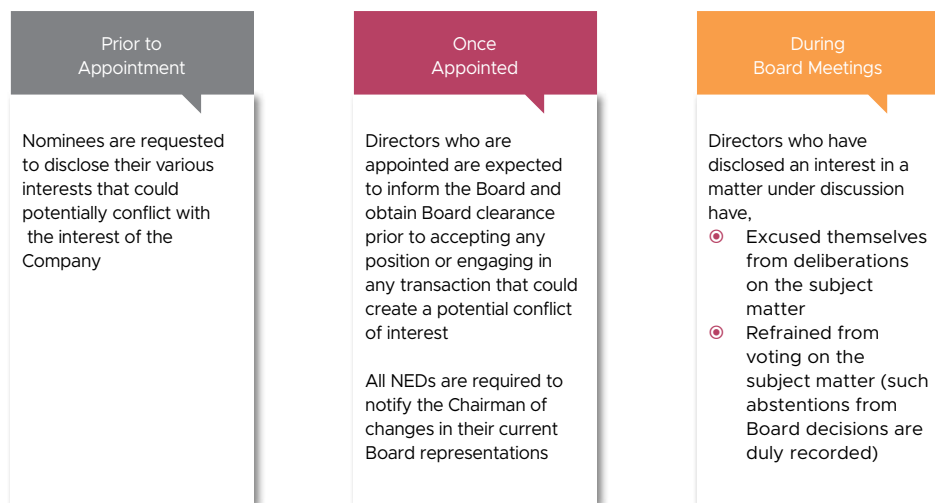 Prior to
Appointment
Nominees are requested
to disclose their various
interests that could
potentially conflict with
the interest of the
Company
Once
Appointed
Directors who are
appointed are expected
to inform the Board and
obtain Board clearance
prior to accepting any
position or engaging in
any transaction that could
create a potential conflict
of interest
All NEDs are required to
notify the Chairman of
changes in their current
Board representations
During
Board Meetings
Directors who have
disclosed an interest in a
matter under discussion
have,
Excused themselves
from deliberations
on the subject
matter
Refrained from
voting on the
subject matter (such
abstentions from
Board decisions are
duly recorded)